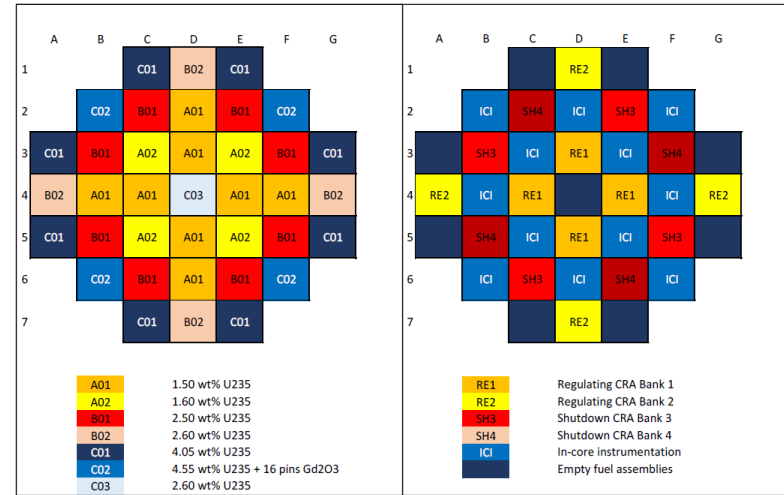 A B C D E F G
1 C01 B02 C01
2 C02 B01 A01 B01 C02
3 C01 B01 A02 A01 A02 B01 C01
4 B02 A01 A01 C03 A01 A01 B02
5 C01 B01 A02 A01 A02 B01 C01
6 C02 B01 A01 B01 C02
7 C01 B02 C01
A01 1.50 wt% U235
A02 1.60 wt% U235
B01 2.50 wt% U235
B02 2.60 wt% U235
C01 4.05 wt% U235
C02 4.55 wt% U235 + 16 pins Gd2O3
C03 2.60 wt% U235
A B C D E F G
1 RE2
2 ICI SH4 ICI SH3 ICI
3 SH3 ICI RE1 ICI SH4
4 RE2 ICI RE1 RE1 ICI RE2
5 SH4 ICI RE1 ICI SH3
6 ICI SH3 ICI SH4 ICI
7 RE2
RE1 Regulating CRA Bank 1
RE2 Regulating CRA Bank 2
SH3 Shutdown CRA Bank 3
SH4 Shutdown CRA Bank 4
ICI In-core instrumentation
Empty fuel assemblies